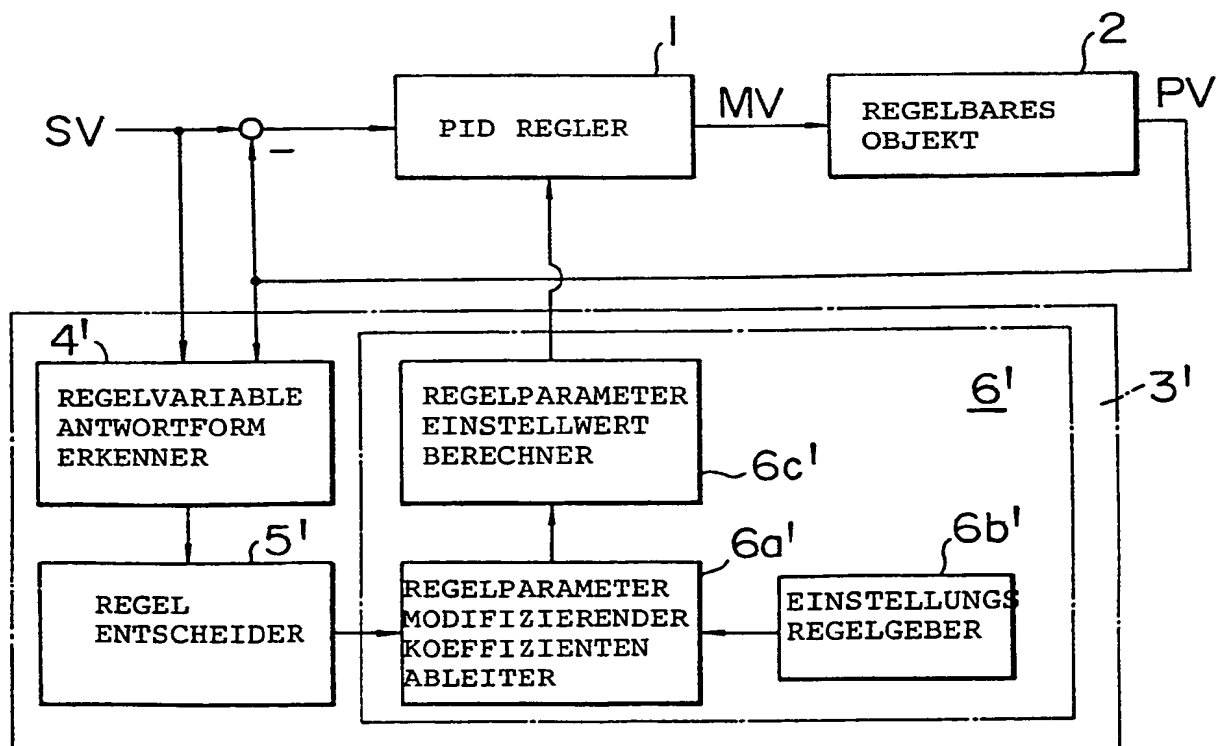 1
2
SV
−
PID REGLER
MV
REGELBARES
OBJEKT
PV
4'
REGELVARIABLE
ANTWORTFORM
ERKENNER
REGELPARAMETER
EINSTELLWERT
BERECHNER
6'
3'
6c'
5'
REGEL
ENTSCHEIDER
6a'
REGELPARAMETER
MODIFIZIERENDER
KOEFFIZIENTEN
ABLEITER
6b'
EINSTELLUNGS
REGELGEBER